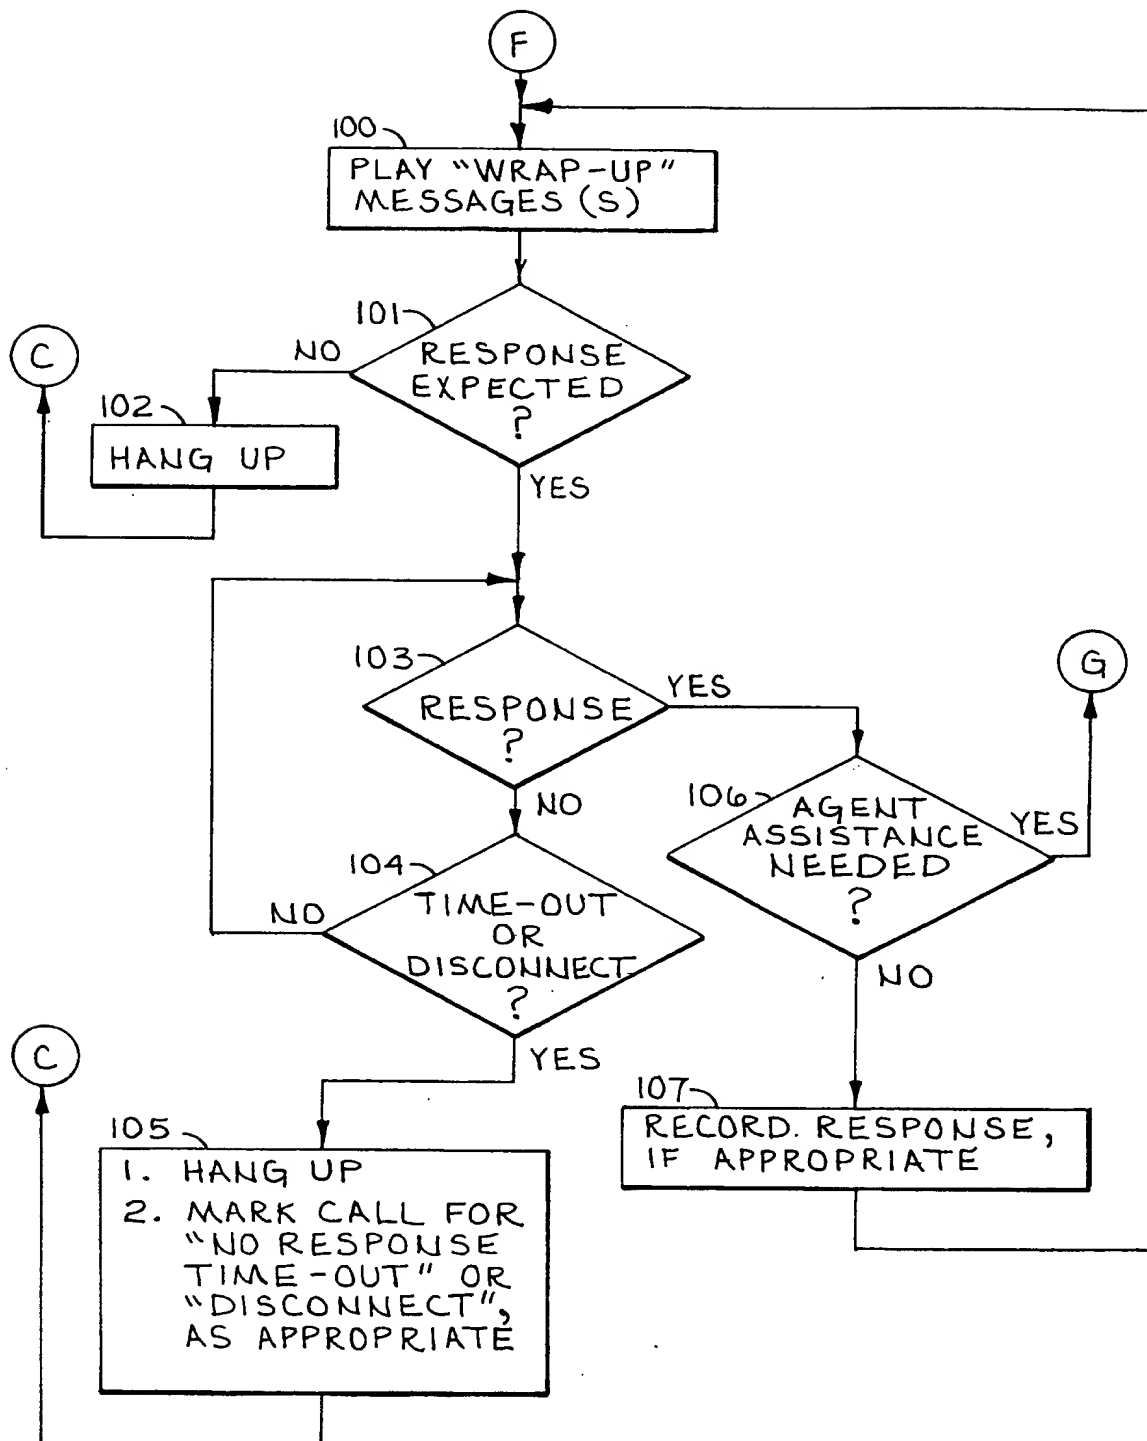 F
100
PLAY "WRAP-UP"
MESSAGES (S)
101
RESPONSE
EXPECTED
?
NO
C
102
HANG UP
YES
103
RESPONSE
?
YES
G
NO
104
TIME-OUT
OR
DISCONNECT
?
NO
106
AGENT
ASSISTANCE
NEEDED
?
YES
NO
YES
C
107
RECORD. RESPONSE,
IF APPROPRIATE
105
1. HANG UP
2. MARK CALL FOR
"NO RESPONSE
TIME-OUT" OR
"DISCONNECT",
AS APPROPRIATE